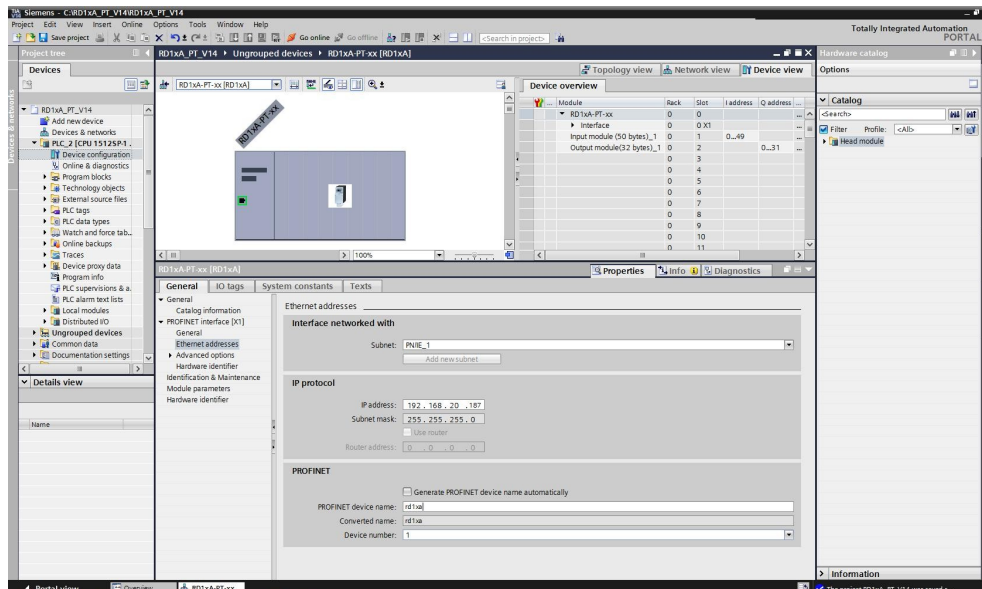 Siemens - C:\RD1xA_PT_V14\RD1xA_PT_V14
Project Edit View Insert Online Options Tools Window Help
Totally Integrated Automation
PORTAL
Save project
Go online
Go offline
<Search in project>
Project tree
RD1xA_PT_V14 ▸ Ungrouped devices ▸ RD1xA-PT-xx [RD1xA]
Hardware catalog
Devices
Topology view
Network view
Device view
Options
RD1xA-PT-xx [RD1xA]
Device overview
RD1xA_PT_V14
Add new device
Devices & networks
PLC_2 [CPU 1512SP-1 .
Device configuration
Online & diagnostics
Program blocks
Technology objects
External source files
PLC tags
PLC data types
Watch and force tab..
Online backups
Traces
Device proxy data
Program info
PLC supervisions & a.
PLC alarm text lists
Local modules
Distributed I/O
Ungrouped devices
Common data
Documentation settings
Details view
Name
Devices & networks
RD1xA-PT-xx
100%
... Module Rack Slot I address Q address ...
RD1xA-PT-xx 0 0 ...
Interface 0 0 X1 ...
Input module (50 bytes)_1 0 1 0...49 ...
Output module(32 bytes)_1 0 2 0...31 ...
0 3
0 4
0 5
0 6
0 7
0 8
0 9
0 10
0 11
Catalog
<Search>
Filter Profile: <All>
Head module
Information
RD1xA-PT-xx [RD1xA]
Properties
Info
Diagnostics
General IO tags System constants Texts
General
Catalog information
PROFINET interface [X1]
General
Ethernet addresses
Advanced options
Hardware identifier
Identification & Maintenance
Module parameters
Hardware identifier
Ethernet addresses
Interface networked with
Subnet: PN/IE_1
Add new subnet
IP protocol
IP address: 192 . 168 . 20 .187
Subnet mask: 255 . 255 . 255 . 0
Use router
Router address: 0 . 0 . 0 . 0
PROFINET
Generate PROFINET device name automatically
PROFINET device name: rd1xa
Converted name: rd1xa
Device number: 1
Portal view
Overview
RD1xA-PT-xx
The project RD1xA_PT_V14 was saved s